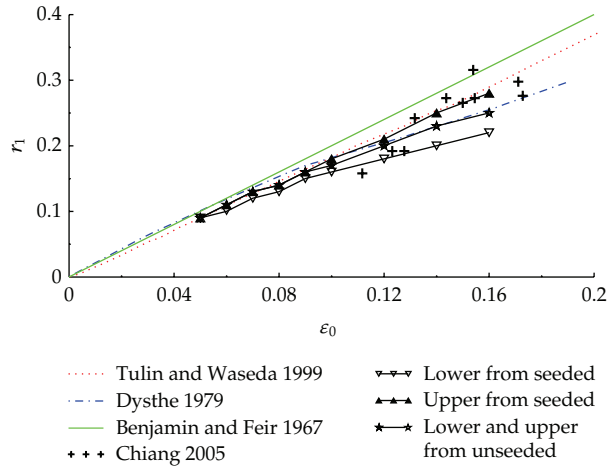 0.4
0.3
0.2
0.1
0
r1
0
0.04
0.08
0.12
0.16
0.2
ε0
Tulin and Waseda 1999
Dysthe 1979
Benjamin and Feir 1967
Chiang 2005
Lower from seeded
Upper from seeded
Lower and upper
from unseeded